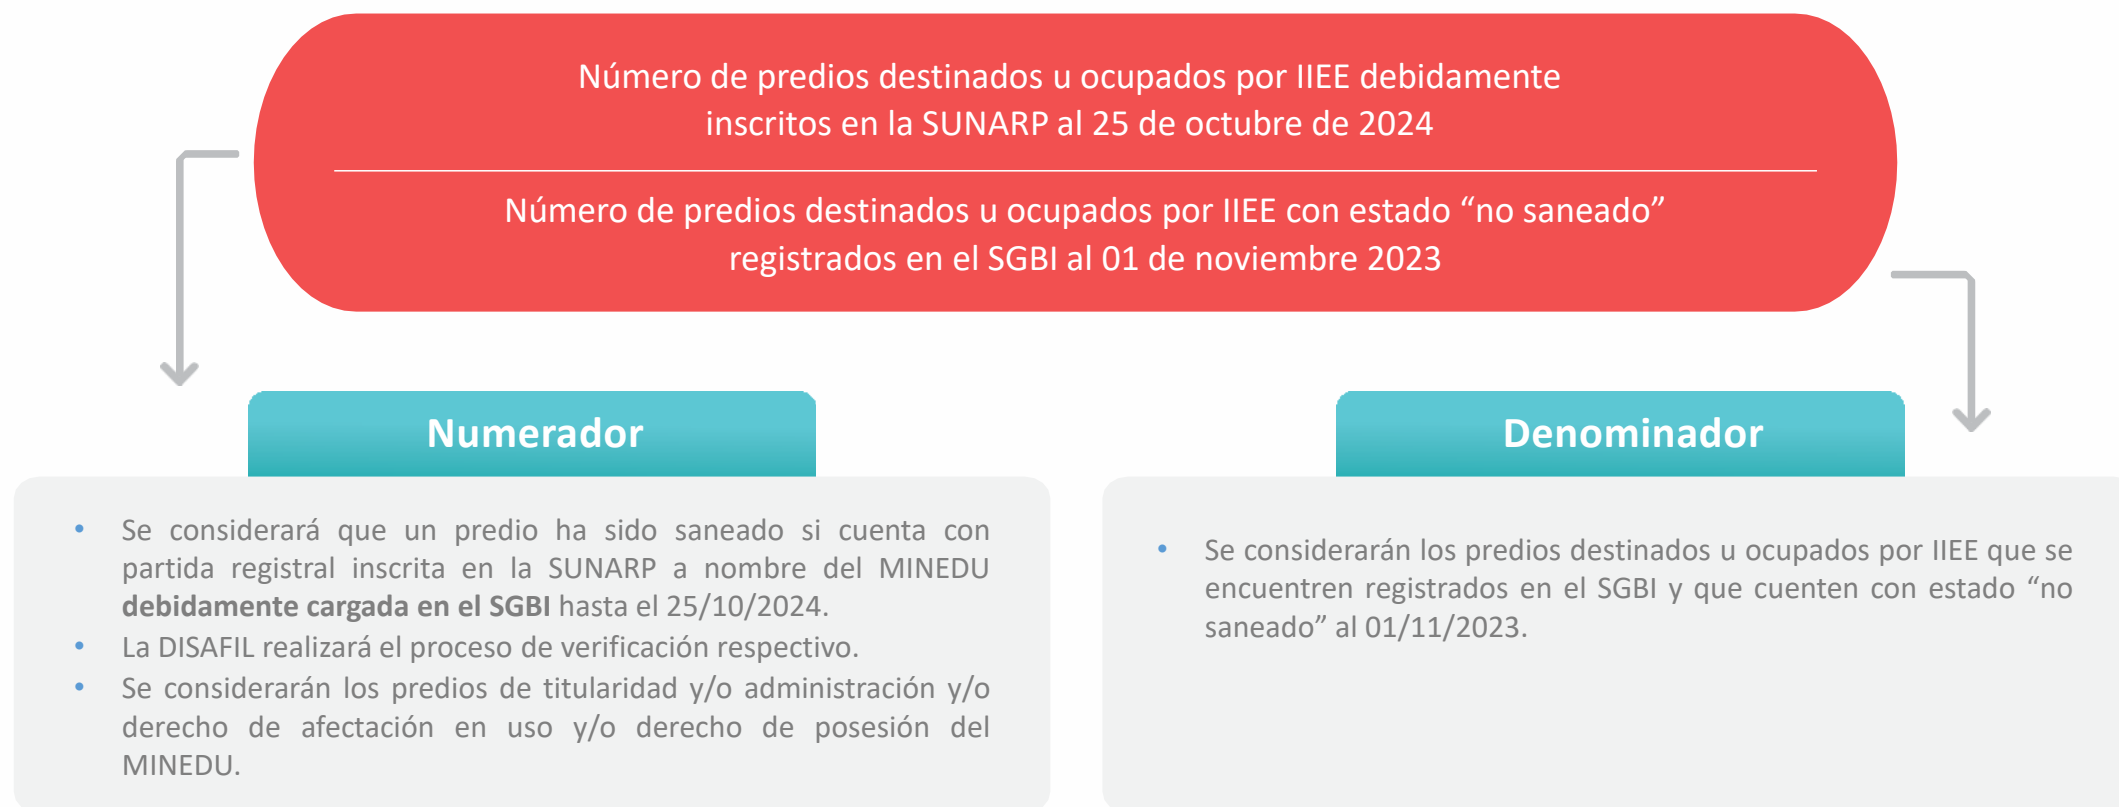 Número de predios destinados u ocupados por IIEE debidamente
inscritos en la SUNARP al 25 de octubre de 2024
Número de predios destinados u ocupados por IIEE con estado “no saneado”
registrados en el SGBI al 01 de noviembre 2023
Numerador
• Se considerará que un predio ha sido saneado si cuenta con
partida registral inscrita en la SUNARP a nombre del MINEDU
debidamente cargada en el SGBI hasta el 25/10/2024.
• La DISAFIL realizará el proceso de verificación respectivo.
• Se considerarán los predios de titularidad y/o administración y/o
derecho de afectación en uso y/o derecho de posesión del
MINEDU.
Denominador
• Se considerarán los predios destinados u ocupados por IIEE que se
encuentren registrados en el SGBI y que cuenten con estado “no
saneado” al 01/11/2023.